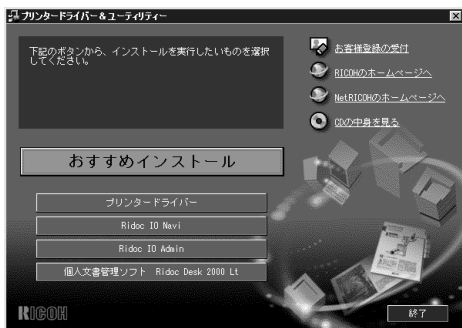 プリンタードライバー&ユーティリティー
下記のボタンから、インストールを実行したいものを選択
してください。
お客様登録の受付
RICOHのホームページへ
NetRICOHのホームページへ
CDの中身を見る
おすすめインストール
プリンタードライバー
Ridoc IO Navi
Ridoc IO Admin
個人文書管理ソフト Ridoc Desk 2000 Lt
RICOH
終了